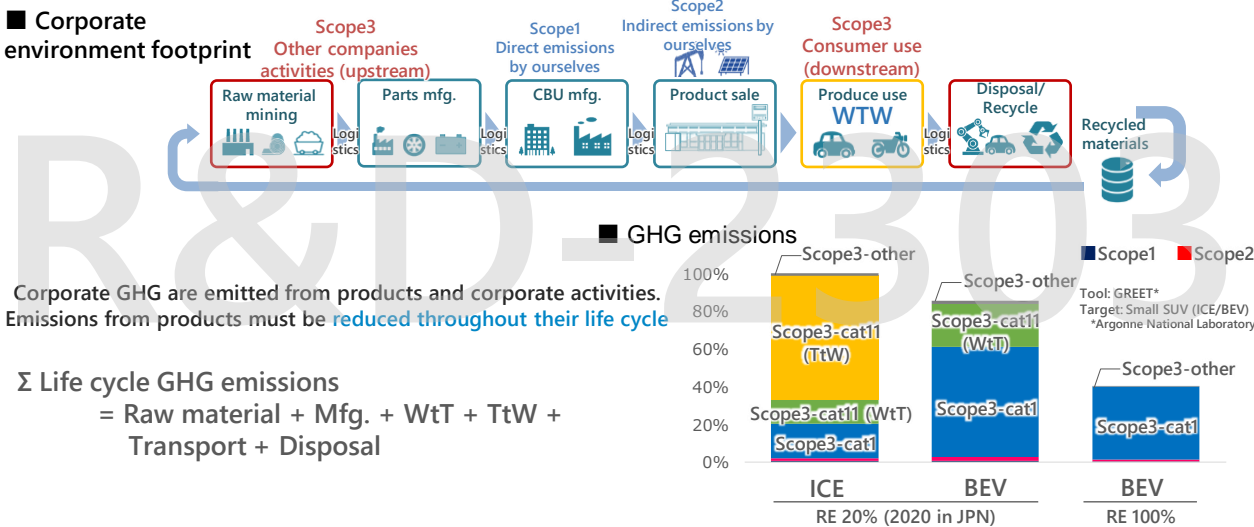 ■ Corporate
environment footprint
Scope3
Other companies
activities (upstream)
Scope1
Direct emissions
by ourselves
Scope2
Indirect emissions by
ourselves
Scope3
Consumer use
(downstream)
Raw material
mining
Logi
stics
Parts mfg.
Logi
stics
CBU mfg.
Logi
stics
Product sale
Produce use
WTW
Logi
stics
Disposal/
Recycle
Recycled
materials
R&D-2303
Corporate GHG are emitted from products and corporate activities.
Emissions from products must be reduced throughout their life cycle
Σ Life cycle GHG emissions
= Raw material + Mfg. + WtT + TtW +
Transport + Disposal
■ GHG emissions
Scope1 Scope2
Tool: GREET*
Target: Small SUV (ICE/BEV)
*Argonne National Laboratory
100%
80%
60%
40%
20%
0%
Scope3-other
Scope3-cat11
(TtW)
Scope3-cat11 (WtT)
Scope3-cat1
Scope3-other
Scope3-cat11
(WtT)
Scope3-cat1
Scope3-other
Scope3-cat1
ICE BEV BEV
RE 20% (2020 in JPN) RE 100%